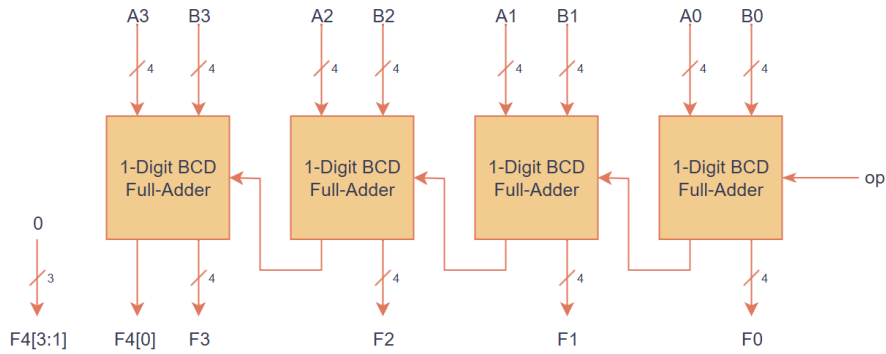 A3 B3 A2 B2 A1 B1 A0 B0
4 4 4 4 4 4 4 4
1-Digit BCD 1-Digit BCD 1-Digit BCD 1-Digit BCD
Full-Adder Full-Adder Full-Adder Full-Adder
op
0
3 4 4 4 4
F4[3:1] F4[0] F3 F2 F1 F0